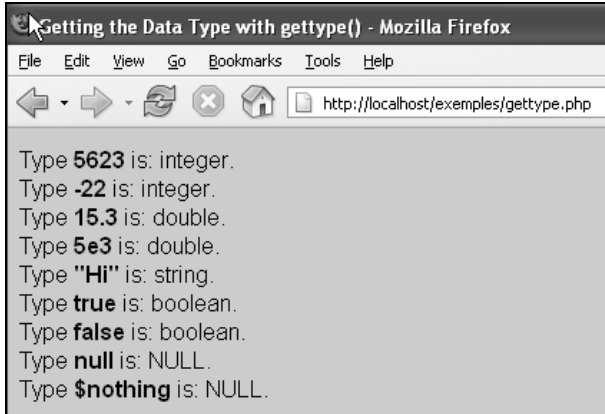 Getting the Data Type with gettype() - Mozilla Firefox
File Edit View Go Bookmarks Tools Help
http://localhost/exemples/gettype.php
Type 5623 is: integer.
Type -22 is: integer.
Type 15.3 is: double.
Type 5e3 is: double.
Type "Hi" is: string.
Type true is: boolean.
Type false is: boolean.
Type null is: NULL.
Type $nothing is: NULL.